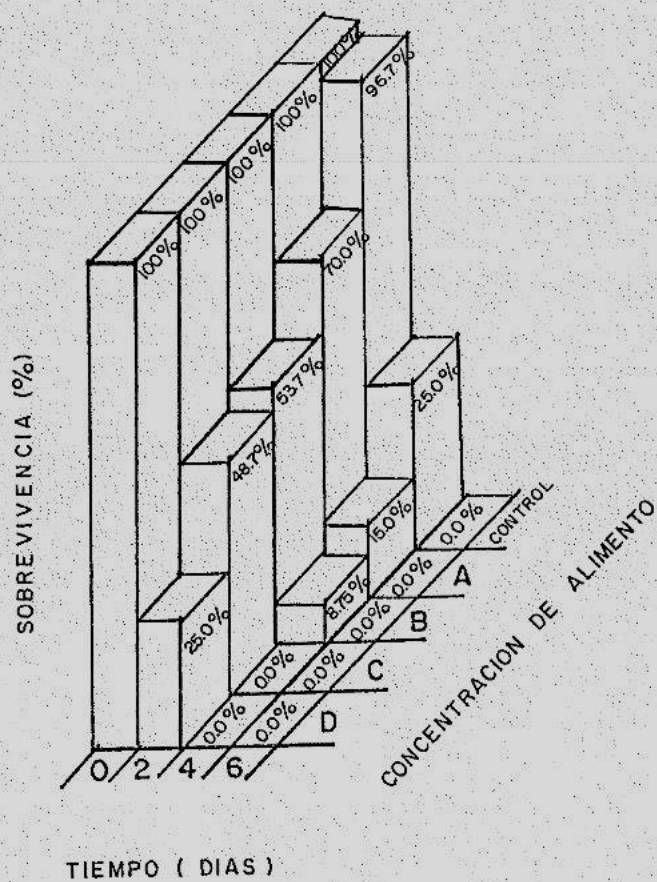 SOBREVIVENCIA (%)
100%
100%
100%
100%
100%
96.7%
70.0%
53.7%
48.7%
25.0%
25.0%
15.0%
8.75%
0.0%
0.0%
0.0%
0.0%
0.0%
0.0%
0.0%
0.0%
CONTROL
A
B
C
D
0 2 4 6
CONCENTRACION DE ALIMENTO
TIEMPO ( DIAS )